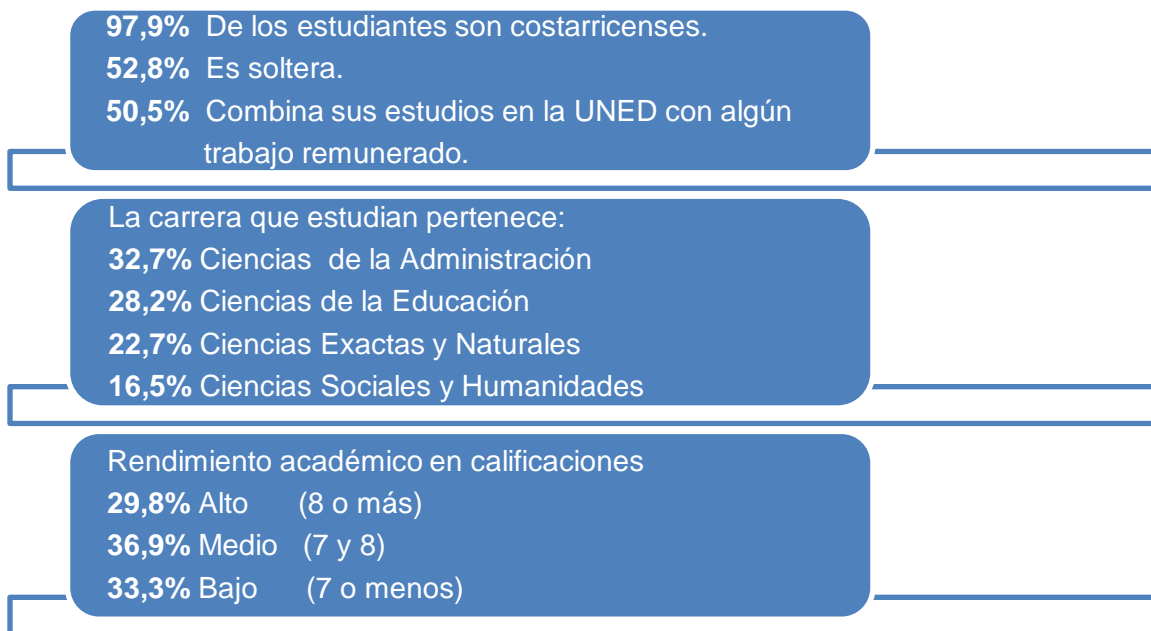 97,9% De los estudiantes son costarricenses.
52,8% Es soltera.
50,5% Combina sus estudios en la UNED con algún
trabajo remunerado.
La carrera que estudian pertenece:
32,7% Ciencias de la Administración
28,2% Ciencias de la Educación
22,7% Ciencias Exactas y Naturales
16,5% Ciencias Sociales y Humanidades
Rendimiento académico en calificaciones
29,8% Alto (8 o más)
36,9% Medio (7 y 8)
33,3% Bajo (7 o menos)